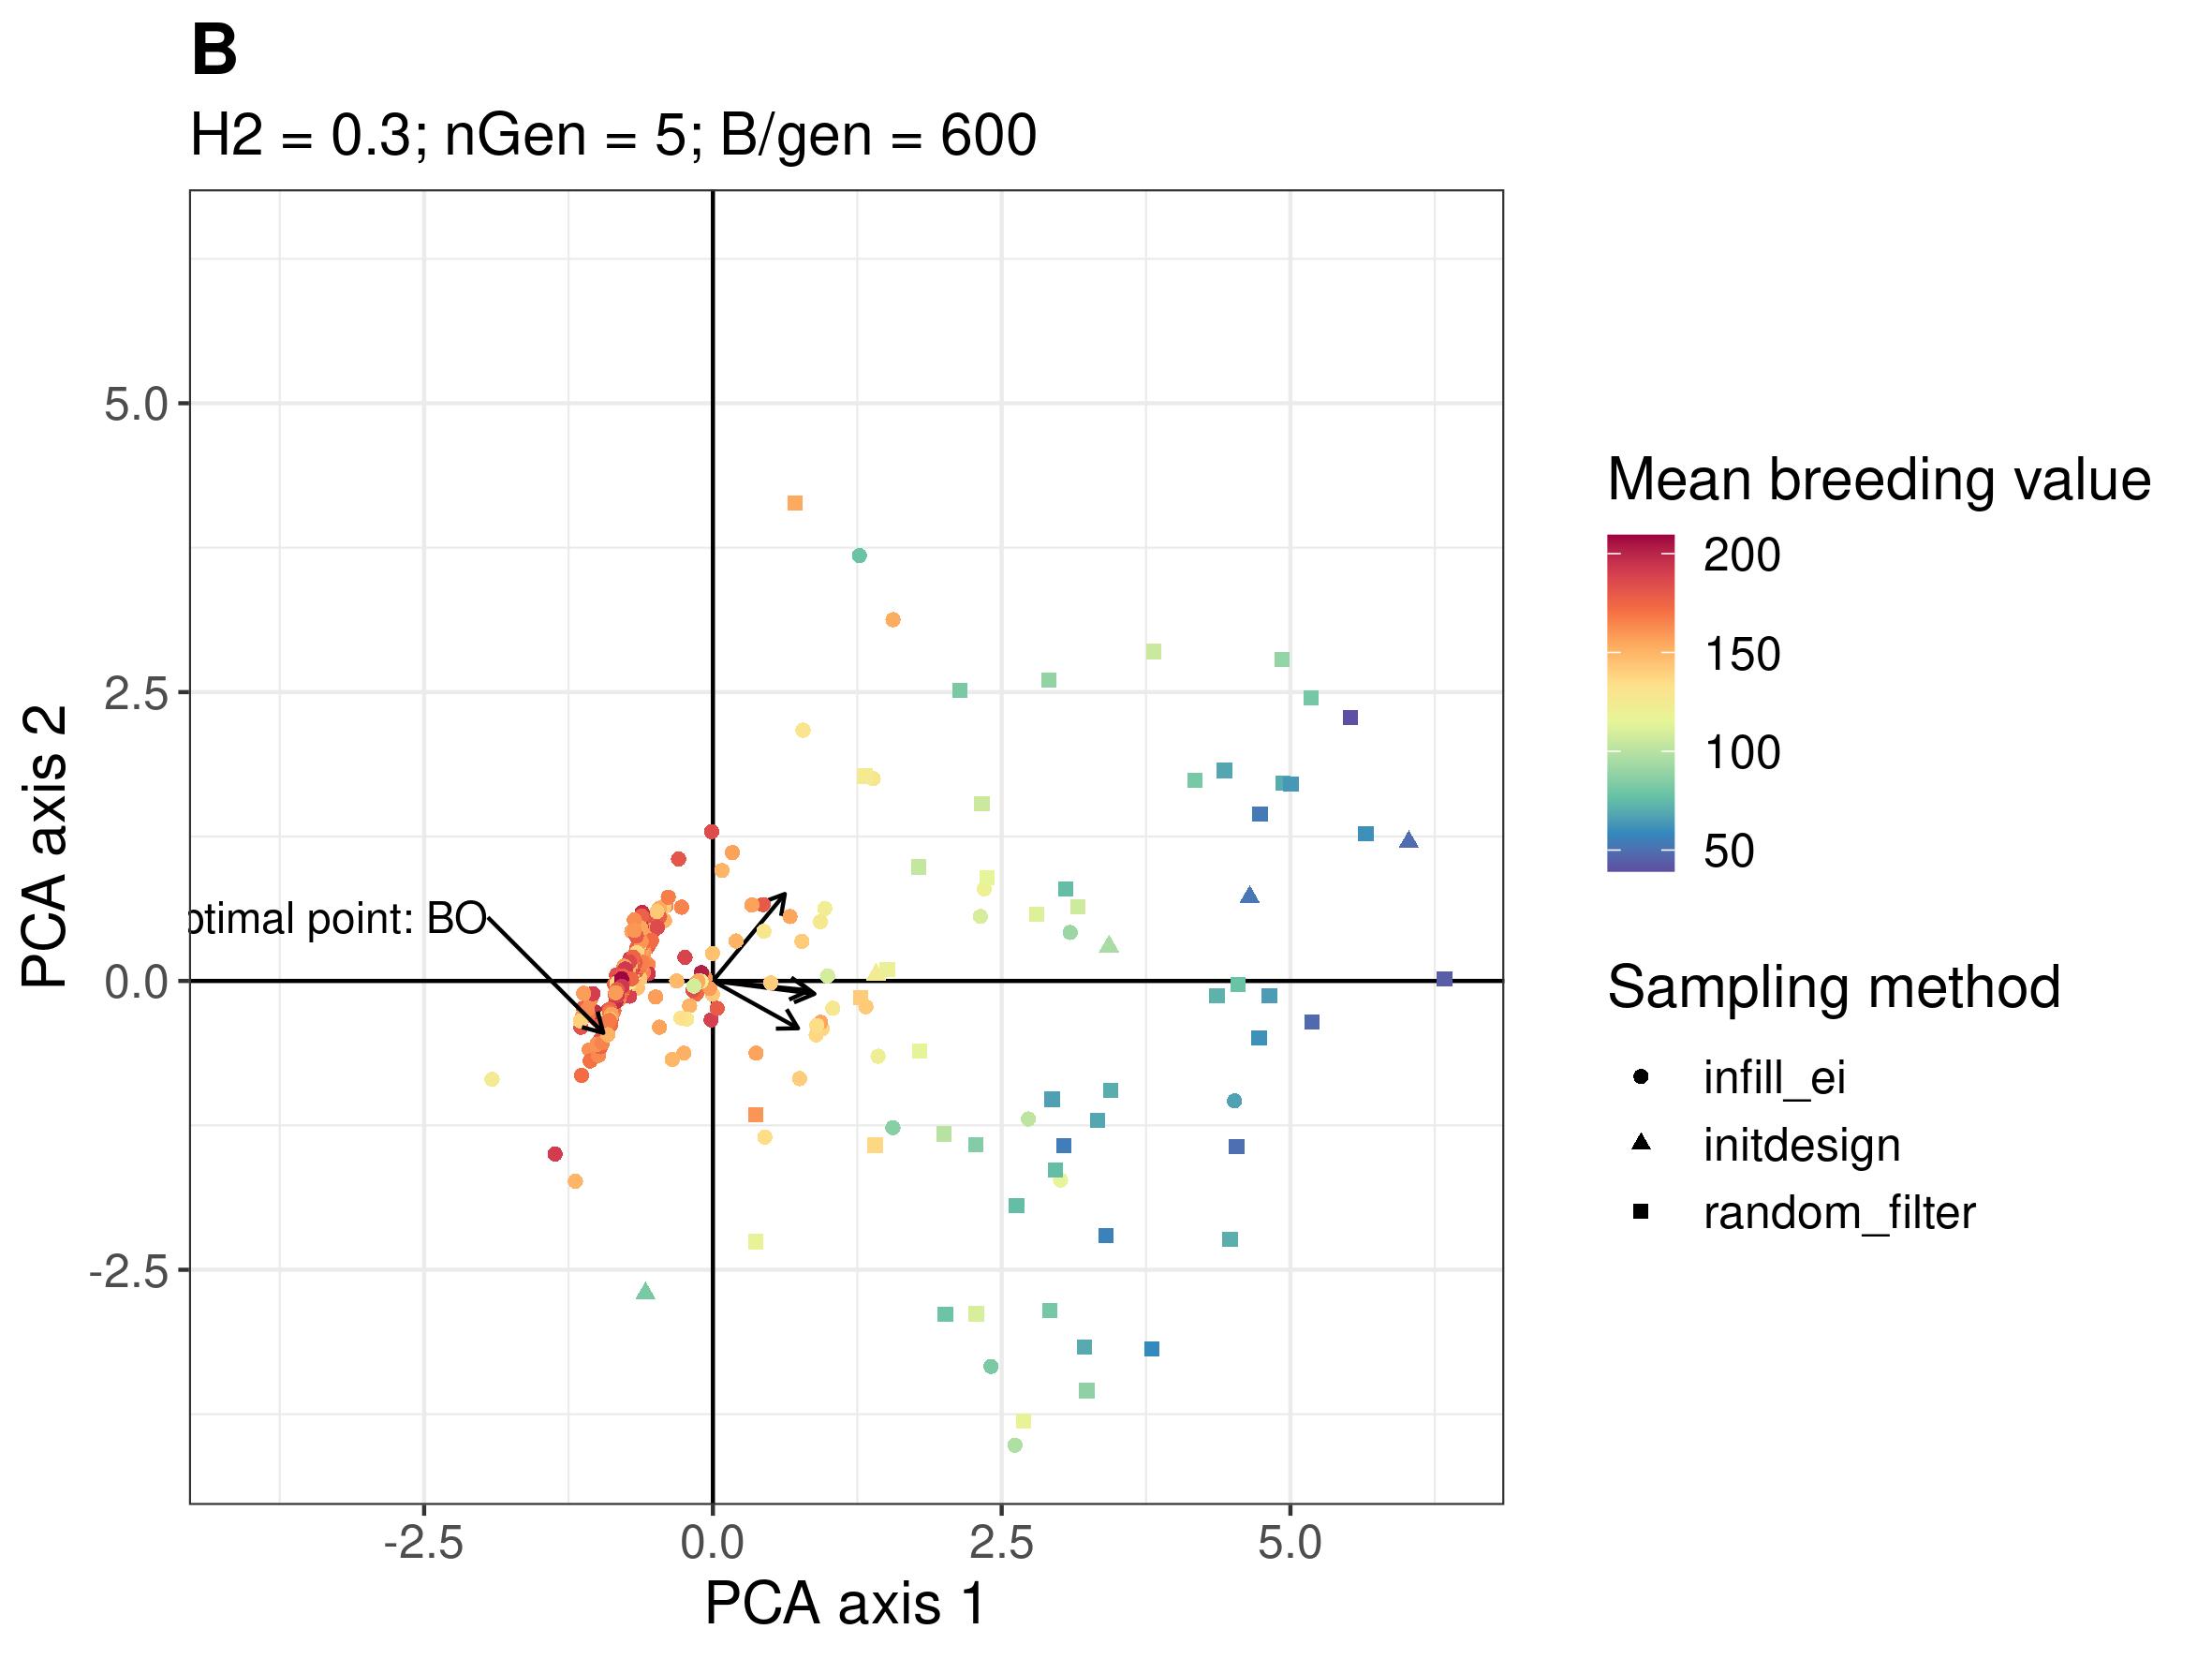 B
H2 = 0.3; nGen = 5; B/gen = 600
PCA axis 2
5.0
2.5
0.0
-2.5
ptimal point: BO
-2.5
0.0
2.5
5.0
PCA axis 1
Mean breeding value
200
150
100
50
Sampling method
infill_ei
initdesign
random_filter